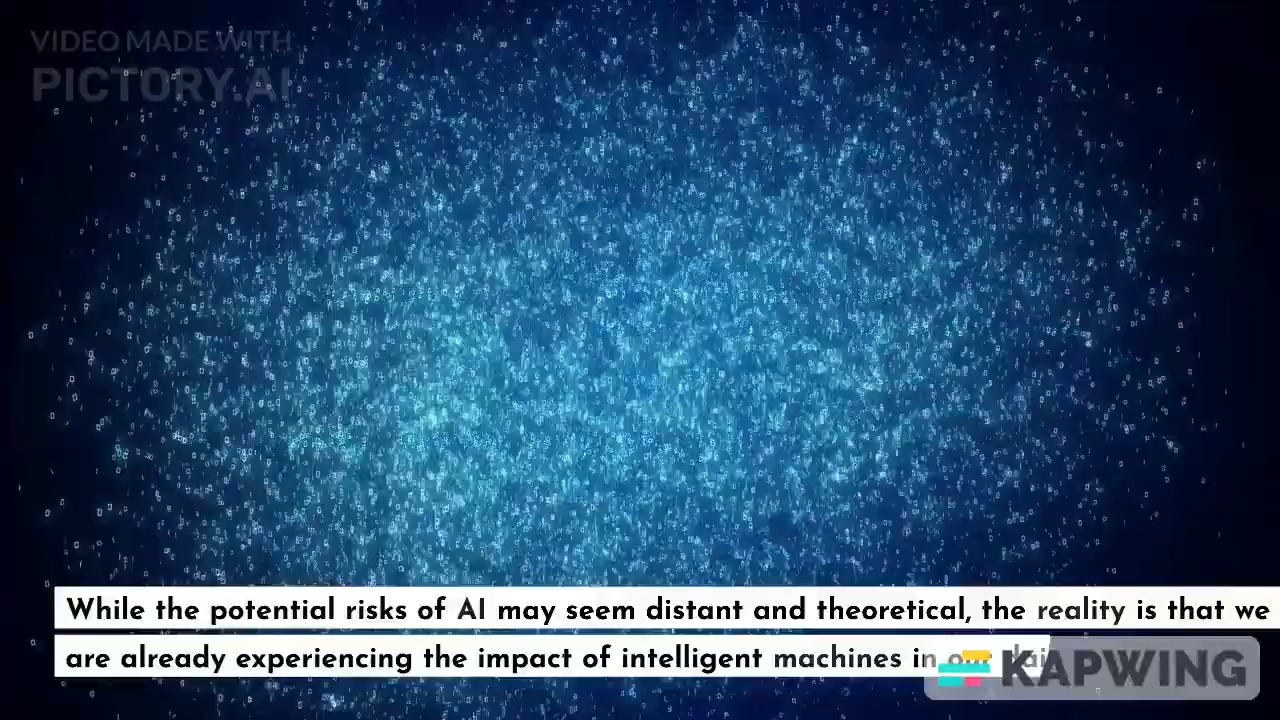 VIDEO MADE WITH
PICTORY.AI
While the potential risks of AI may seem distant and theoretical, the reality is that we
are already experiencing the impact of intelligent machines in our
KAPWING